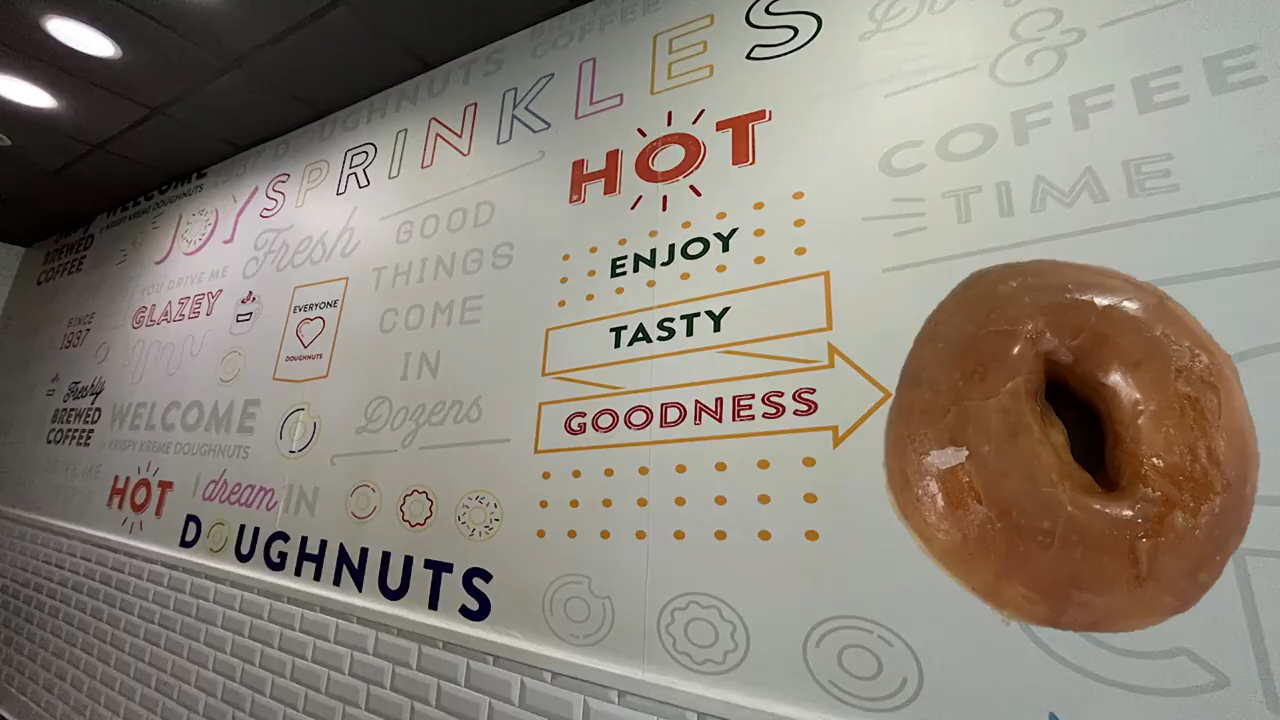 COFFEE
DOUGHNUTS
SPRINKLES
JOY
WELCOME
KRISPY KREME DOUGHNUTS
BREWED
COFFEE
Fresh
GOOD
THINGS
COME
IN
Dozens
YOU DRIVE ME
GLAZEY
SINCE
1937
EVERYONE
DOUGHNUTS
Freshly
BREWED
COFFEE
WELCOME
KRISPY KREME DOUGHNUTS
HOT
I dream IN
DOUGHNUTS
HOT
ENJOY
TASTY
GOODNESS
&
COFFEE
TIME